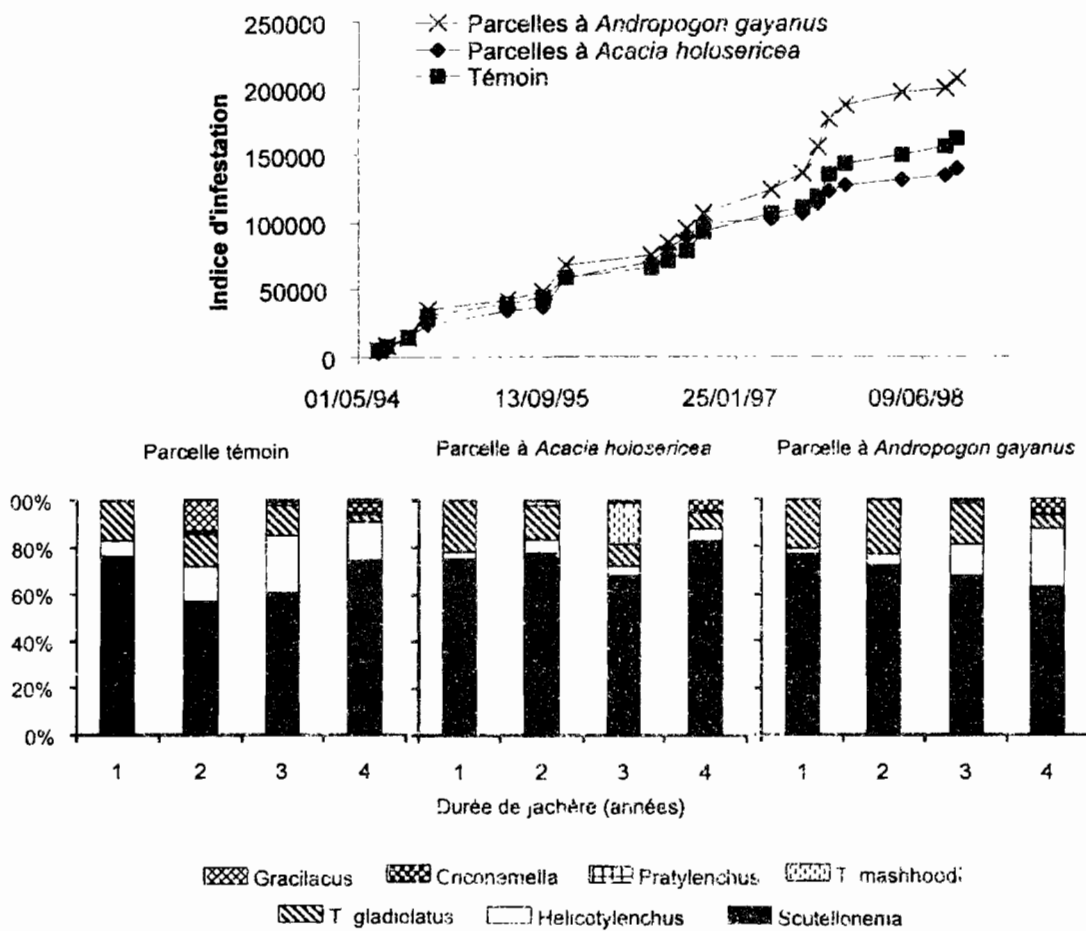 250000
200000
150000
100000
50000
0
Indice d'infestation
Parcelles à Andropogon gayanus
Parcelles à Acacia holosericea
Témoin
01/05/94 13/09/95 25/01/97 09/06/98
Parcelle témoin Parcelle à Acacia holosericea Parcelle à Andropogon gayanus
00%
80%
60%
40%
20%
0%
1 2 3 4 1 2 3 4 1 2 3 4
Durée de jachère (années)
Gracilacus Criconemella Pratylenchus T mashhoodi
T gladiolatus Helicotylenchus Scutellonema